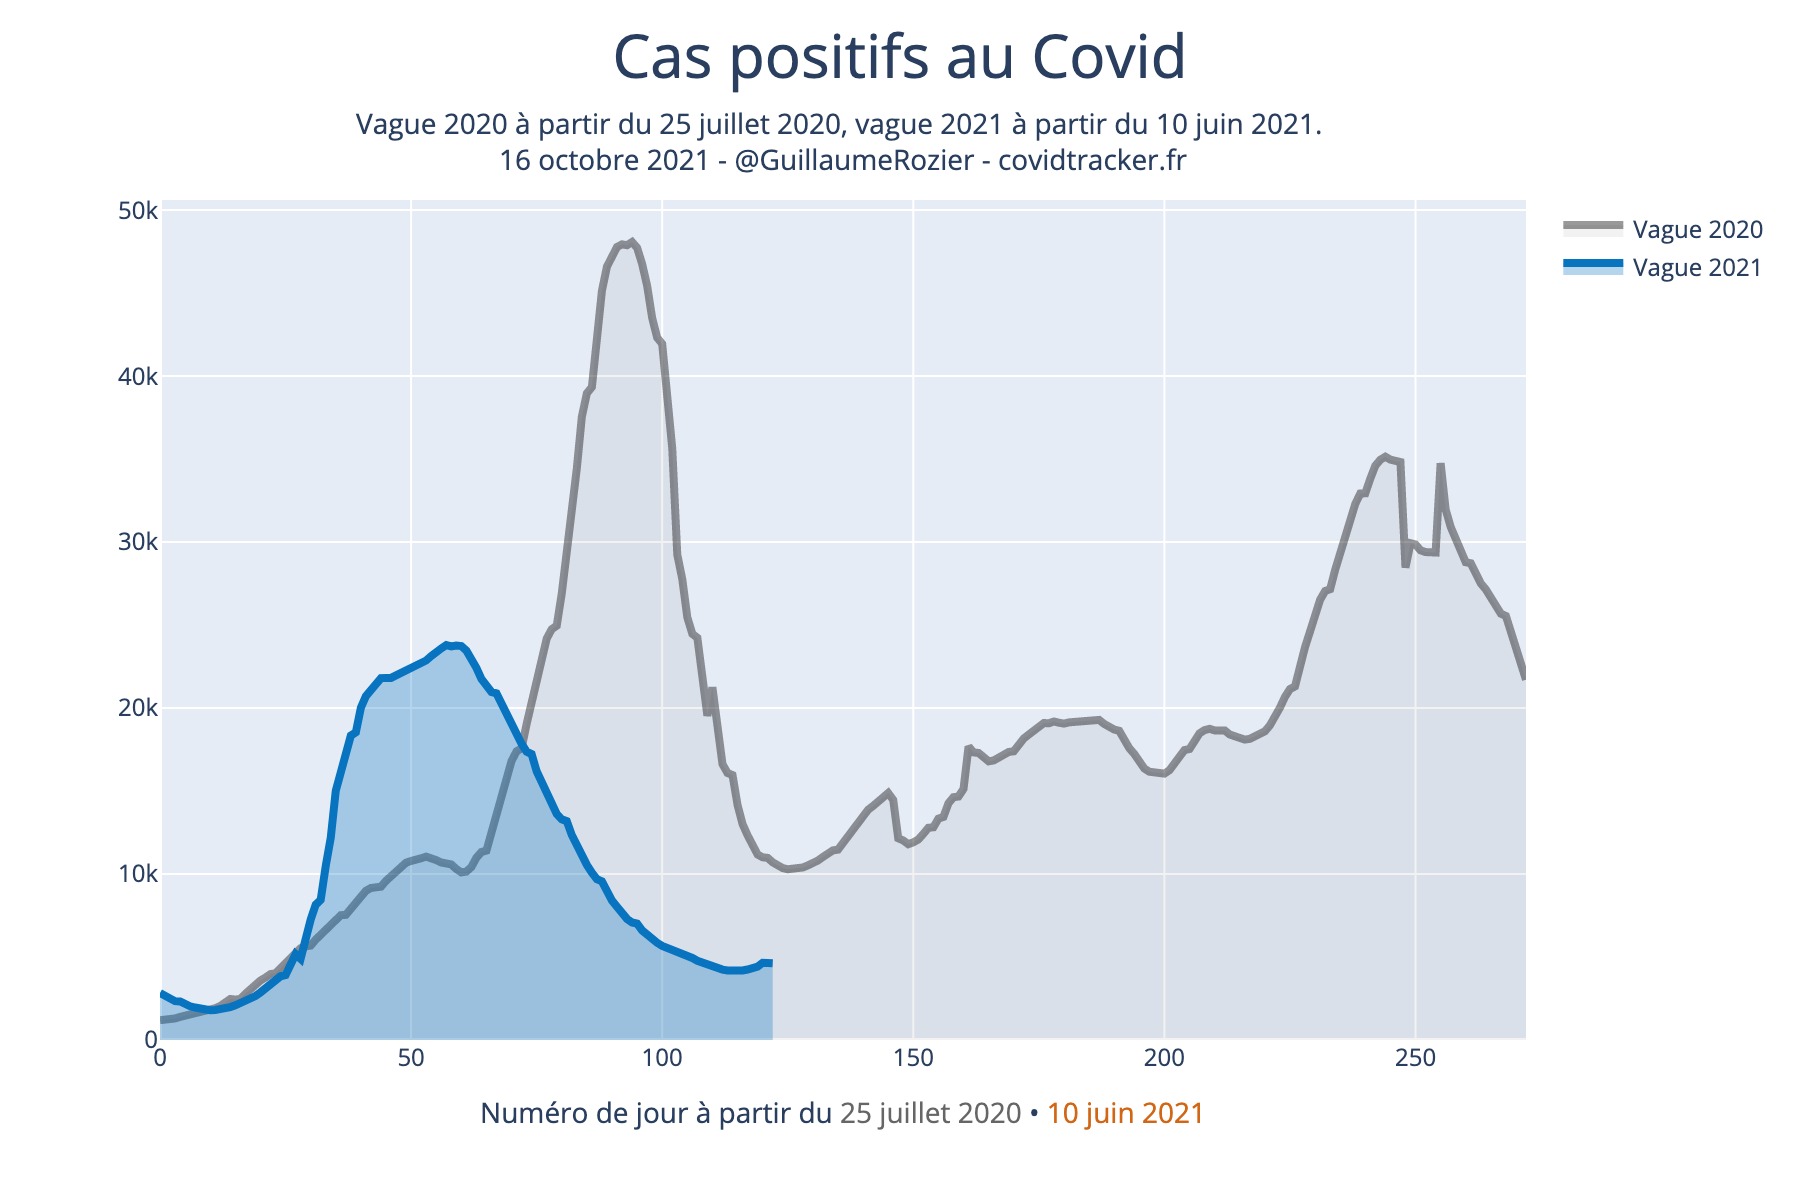 Cas positifs au Covid
Vague 2020 à partir du 25 juillet 2020, vague 2021 à partir du 10 juin 2021.
16 octobre 2021 - @GuillaumeRozier - covidtracker.fr
50k
40k
30k
20k
10k
0
0 50 100 150 200 250
Numéro de jour à partir du 25 juillet 2020 • 10 juin 2021
Vague 2020
Vague 2021